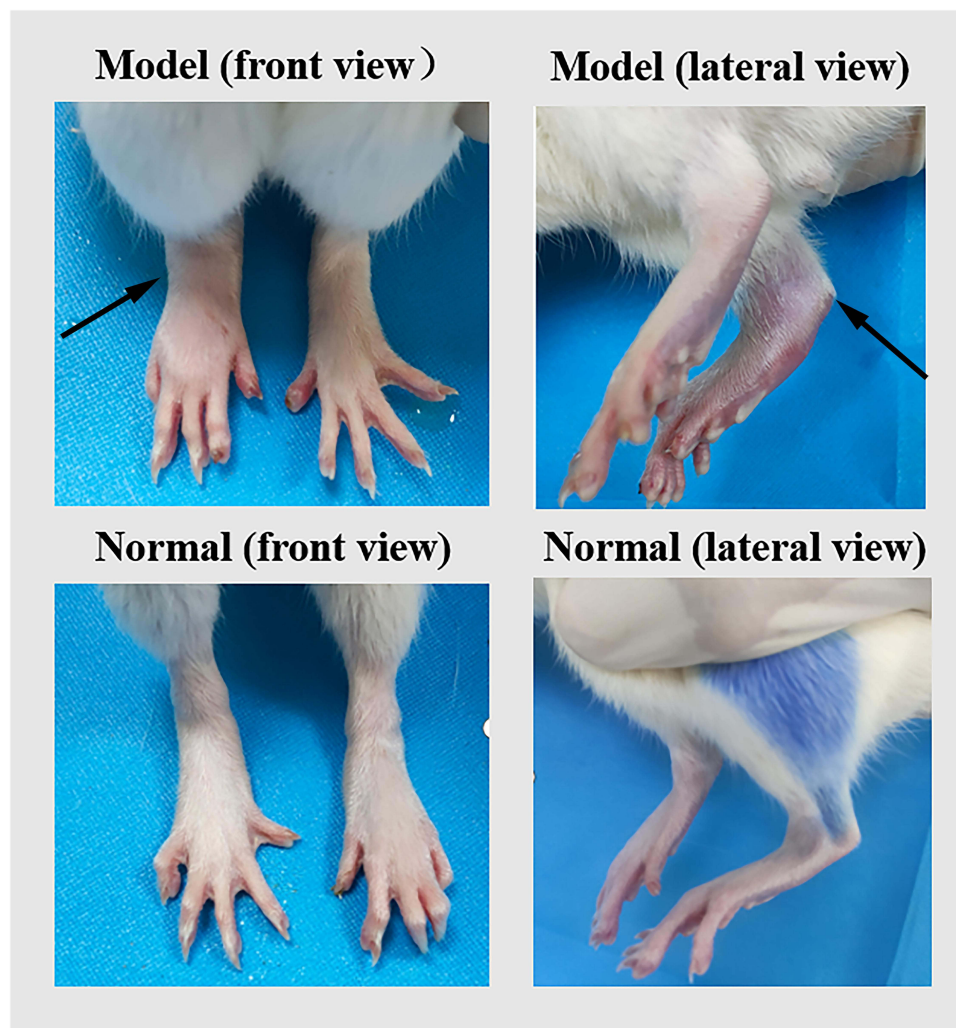 Model (front view）
Model (lateral view)
Normal (front view)
Normal (lateral view)